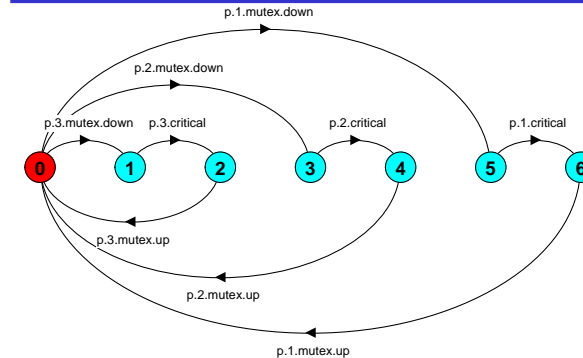 p.1.mutex.down
p.2.mutex.down
p.3.mutex.down p.3.critical p.2.critical p.1.critical
0 1 2 3 4 5 6
p.3.mutex.up
p.2.mutex.up
p.1.mutex.up